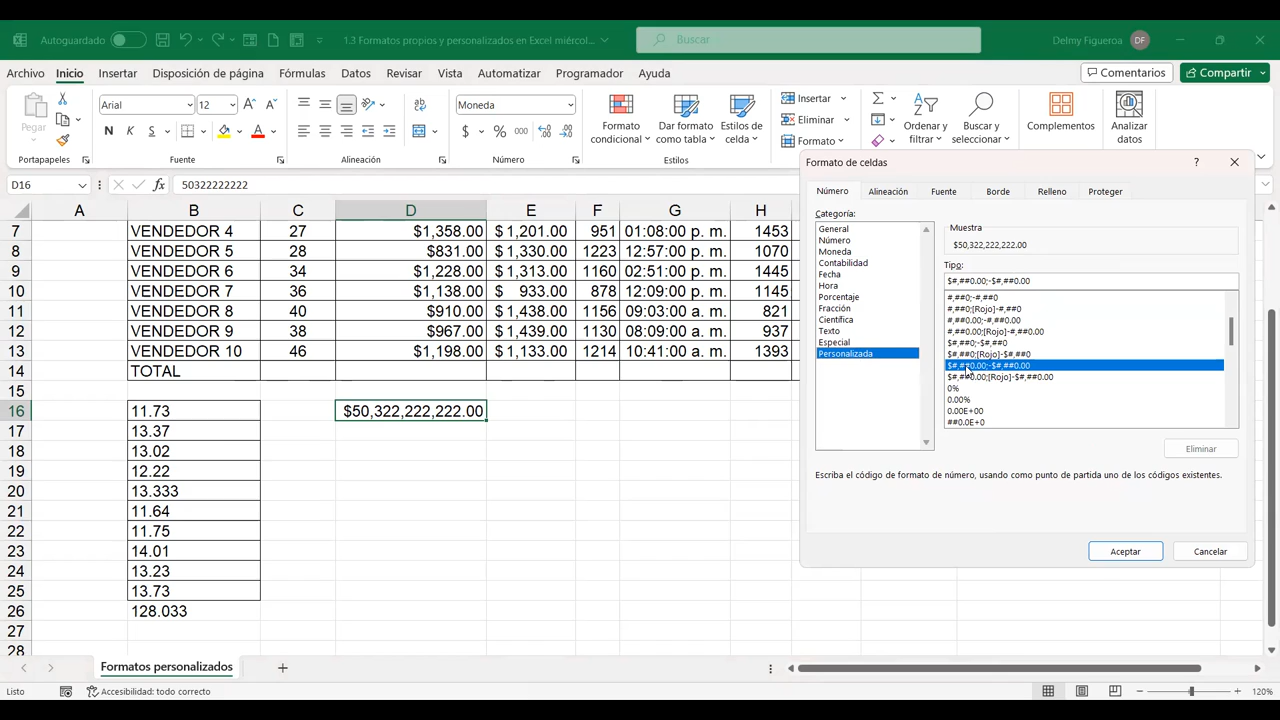 Autoguardado
1.3 Formatos propios y personalizados en Excel miércol...
Buscar
Delmy Figueroa DF
Archivo Inicio Insertar Disposición de página Fórmulas Datos Revisar Vista Automatizar Programador Ayuda
Comentarios Compartir
Pegar
Portapapeles
Arial 12
N K S
Fuente
Alineación
Moneda
$ % 000
Número
Formato condicional
Dar formato como tabla
Estilos de celda
Estilos
Insertar
Eliminar
Formato
Ordenar y filtrar
Buscar y seleccionar
Complementos
Analizar datos
D16 fx 50322222222
A B C D E F G H
7 VENDEDOR 4 27 $1,358.00 $ 1,201.00 951 01:08:00 p. m. 1453
8 VENDEDOR 5 28 $831.00 $ 1,330.00 1223 12:57:00 p. m. 1070
9 VENDEDOR 6 34 $1,228.00 $ 1,313.00 1160 02:51:00 p. m. 1445
10 VENDEDOR 7 36 $1,138.00 $ 933.00 878 12:09:00 p. m. 1145
11 VENDEDOR 8 40 $910.00 $ 1,438.00 1156 09:03:00 a. m. 821
12 VENDEDOR 9 38 $967.00 $ 1,439.00 1130 08:09:00 a. m. 937
13 VENDEDOR 10 46 $1,198.00 $ 1,133.00 1214 10:41:00 a. m. 1393
14 TOTAL
15
16 11.73 $50,322,222,222.00
17 13.37
18 13.02
19 12.22
20 13.333
21 11.64
22 11.75
23 14.01
24 13.23
25 13.73
26 128.033
27
28
Formato de celdas ?
Número Alineación Fuente Borde Relleno Proteger
Categoría:
General
Número
Moneda
Contabilidad
Fecha
Hora
Porcentaje
Fracción
Científica
Texto
Especial
Personalizada
Muestra
$50,322,222,222.00
Tipo:
$#,##0.00;-$#,##0.00
#,##0;-#,##0
#,##0;[Rojo]-#,##0
#,##0.00;-#,##0.00
#,##0.00;[Rojo]-#,##0.00
$#,##0;-$#,##0
$#,##0;[Rojo]-$#,##0
$#,##0.00;-$#,##0.00
$#,##0.00;[Rojo]-$#,##0.00
0%
0.00%
0.00E+00
##0.0E+0
Eliminar
Escriba el código de formato de número, usando como punto de partida uno de los códigos existentes.
Aceptar Cancelar
Formatos personalizados
Listo Accesibilidad: todo correcto 120%